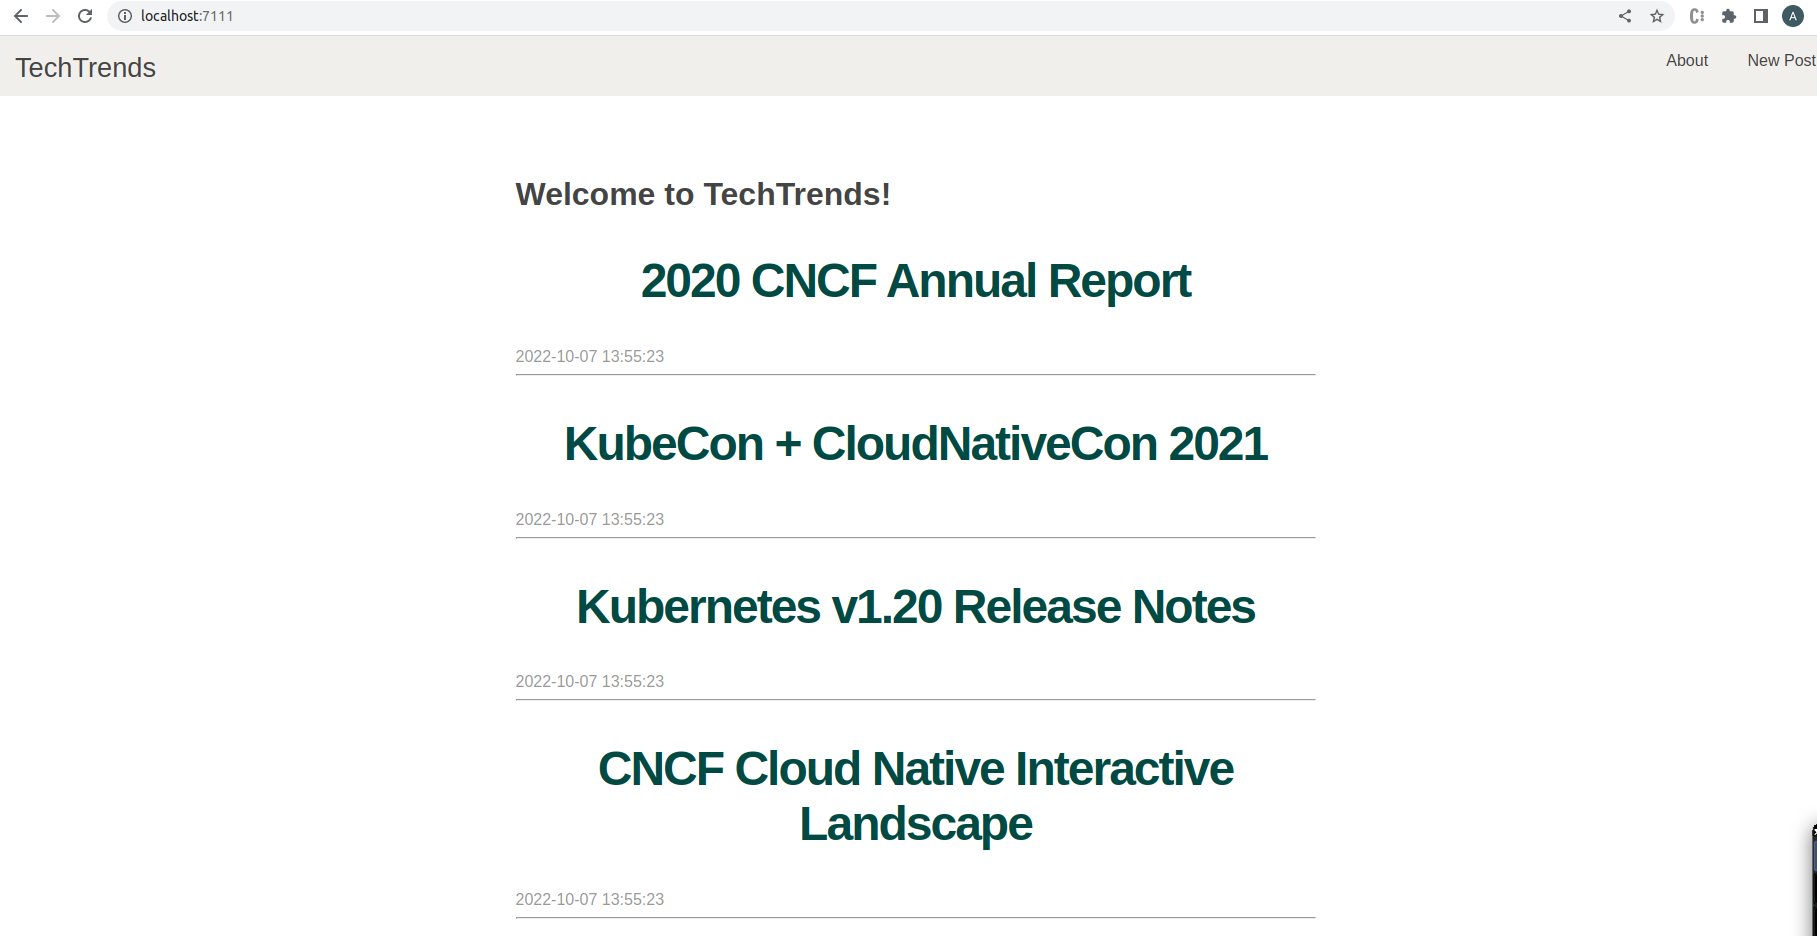 localhost:7111
A
TechTrends
About
New Post
Welcome to TechTrends!
2020 CNCF Annual Report
2022-10-07 13:55:23
KubeCon + CloudNativeCon 2021
2022-10-07 13:55:23
Kubernetes v1.20 Release Notes
2022-10-07 13:55:23
CNCF Cloud Native Interactive
Landscape
2022-10-07 13:55:23